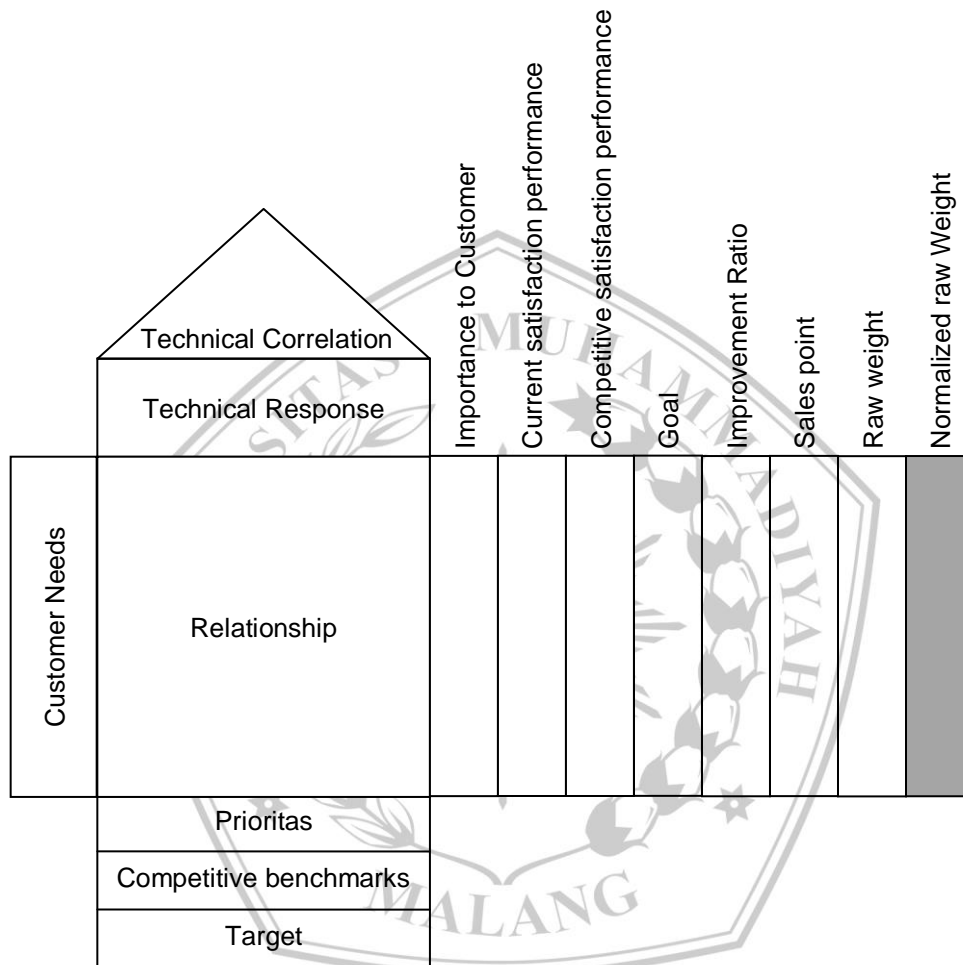 Importance to Customer
Current satisfaction performance
Competitive satisfaction performance
Goal
Improvement Ratio
Sales point
Raw weight
Normalized raw Weight
Technical Correlation
Technical Response
Customer Needs
Relationship
Prioritas
Competitive benchmarks
Target
SITAS MUHAMMADIYAH
MALANG